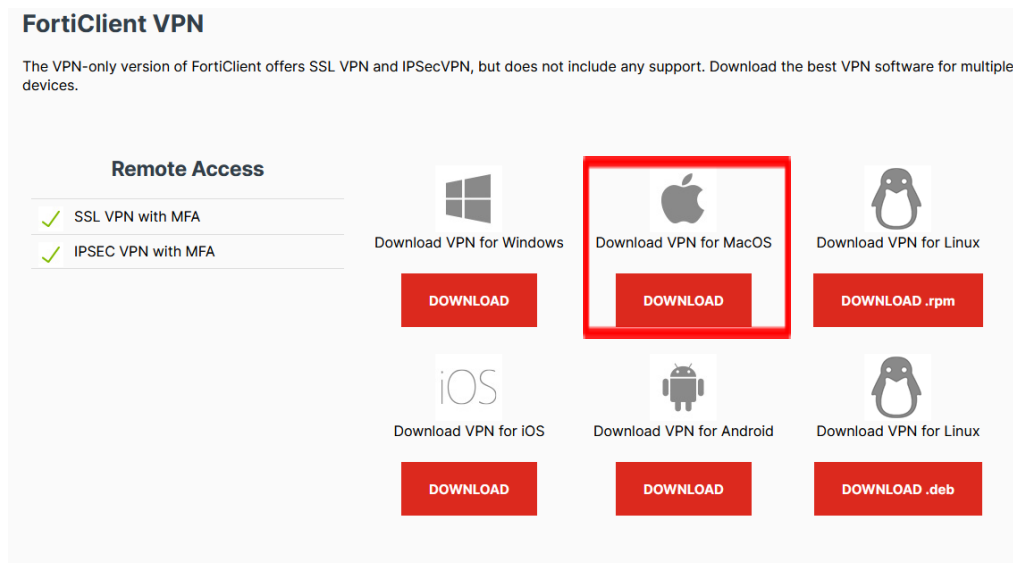 FortiClient VPN
The VPN-only version of FortiClient offers SSL VPN and IPSecVPN, but does not include any support. Download the best VPN software for multiple
devices.
Remote Access
SSL VPN with MFA
IPSEC VPN with MFA
Download VPN for Windows
DOWNLOAD
Download VPN for MacOS
DOWNLOAD
Download VPN for Linux
DOWNLOAD .rpm
iOS
Download VPN for iOS
DOWNLOAD
Download VPN for Android
DOWNLOAD
Download VPN for Linux
DOWNLOAD .deb